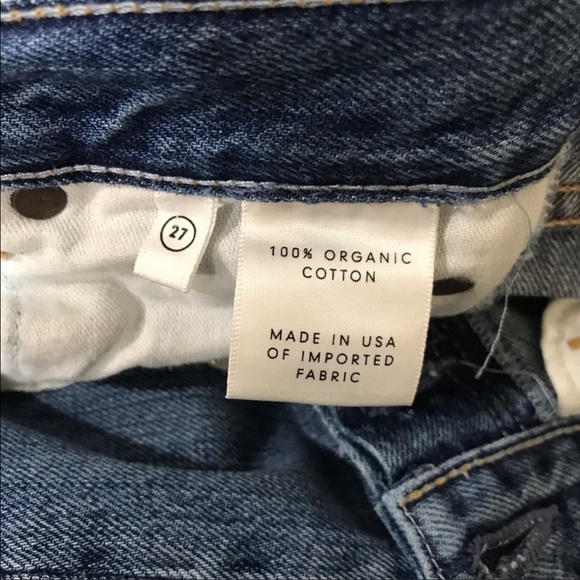 27
100% ORGANIC
COTTON
MADE IN USA
OF IMPORTED
FABRIC